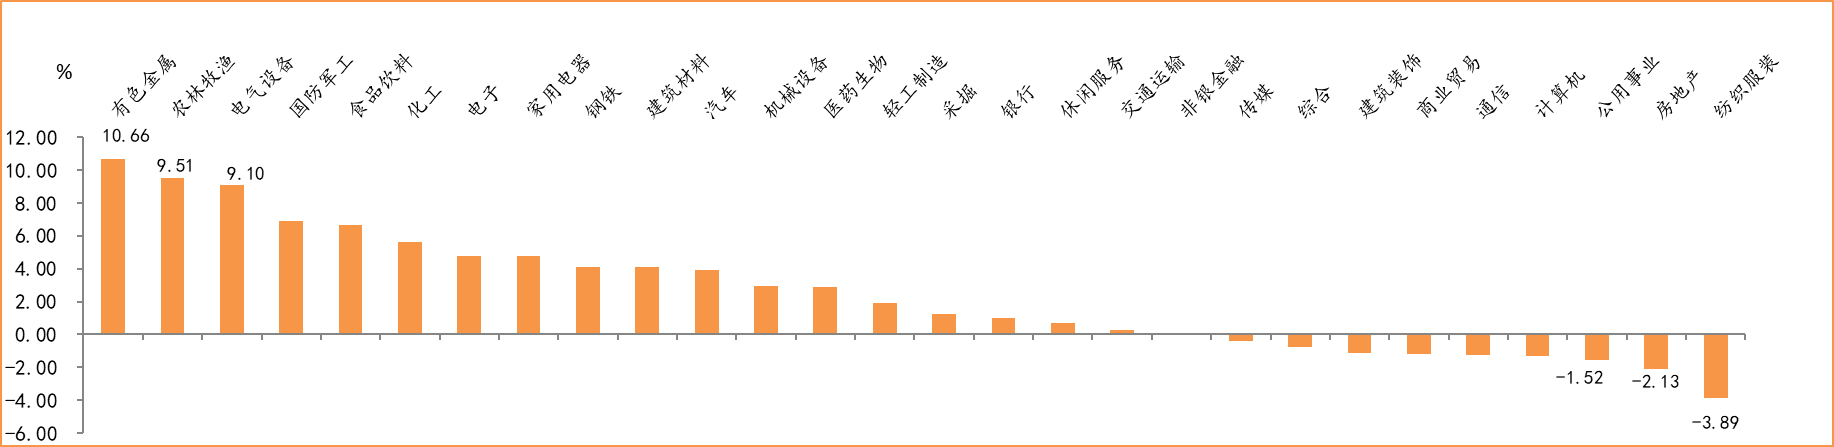 %
有色金属
农林牧渔
电气设备
国防军工
食品饮料
化工
电子
家用电器
钢铁
建筑材料
汽车
机械设备
医药生物
轻工制造
采掘
银行
休闲服务
交通运输
非银金融
传媒
综合
建筑装饰
商业贸易
通信
计算机
公用事业
房地产
纺织服装
12.00
10.00
8.00
6.00
4.00
2.00
0.00
-2.00
-4.00
-6.00
10.66
9.51
9.10
-1.52
-2.13
-3.89